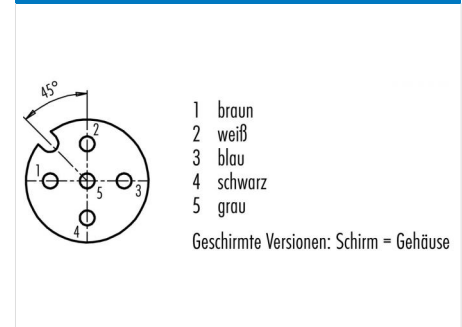 45°
2
1
5
3
4
1 braun
2 weiß
3 blau
4 schwarz
5 grau
Geschirmte Versionen: Schirm = Gehäuse